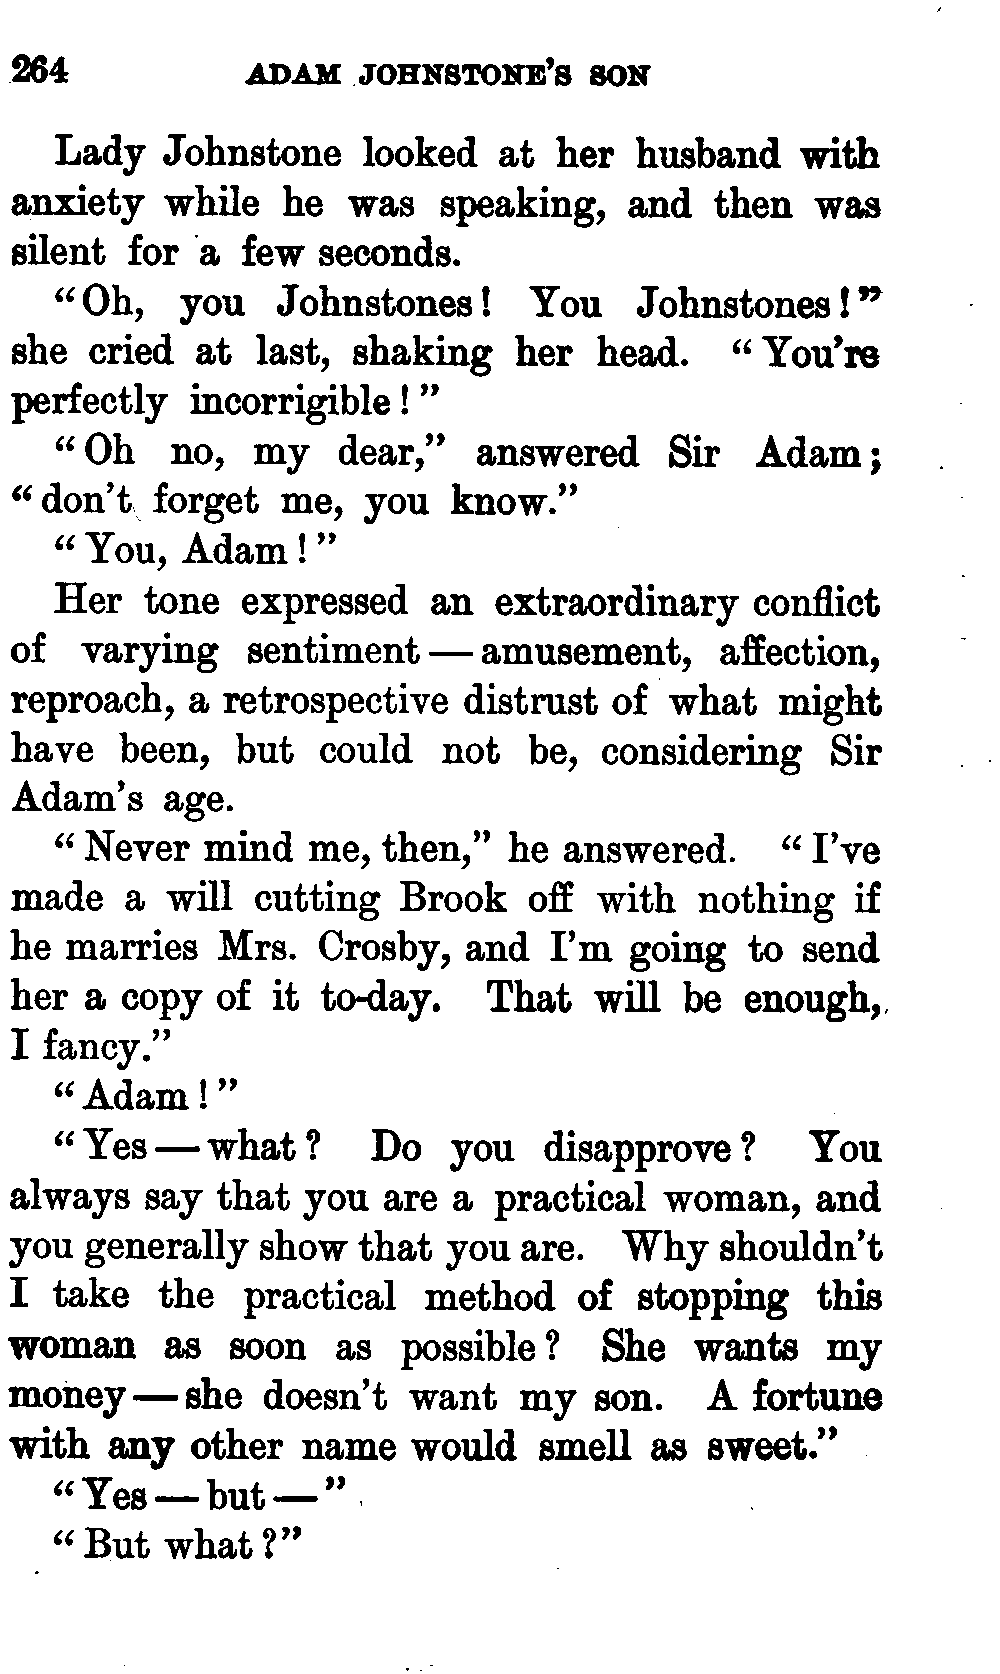 264 ADAM JOHNSTONE'S SON
Lady Johnstone looked at her husband with
anxiety while he was speaking, and then was
silent for a few seconds.
"Oh, you Johnstones! You Johnstones!"
she cried at last, shaking her head. "You're
perfectly incorrigible!"
"Oh no, my dear," answered Sir Adam;
"don't forget me, you know."
"You, Adam!"
Her tone expressed an extraordinary conflict
of varying sentiment — amusement, affection,
reproach, a retrospective distrust of what might
have been, but could not be, considering Sir
Adam's age.
"Never mind me, then," he answered. "I've
made a will cutting Brook off with nothing if
he marries Mrs. Crosby, and I'm going to send
her a copy of it to-day. That will be enough,
I fancy."
"Adam!"
"Yes — what? Do you disapprove? You
always say that you are a practical woman, and
you generally show that you are. Why shouldn't
I take the practical method of stopping this
woman as soon as possible? She wants my
money — she doesn't want my son. A fortune
with any other name would smell as sweet."
"Yes — but —"
"But what?"